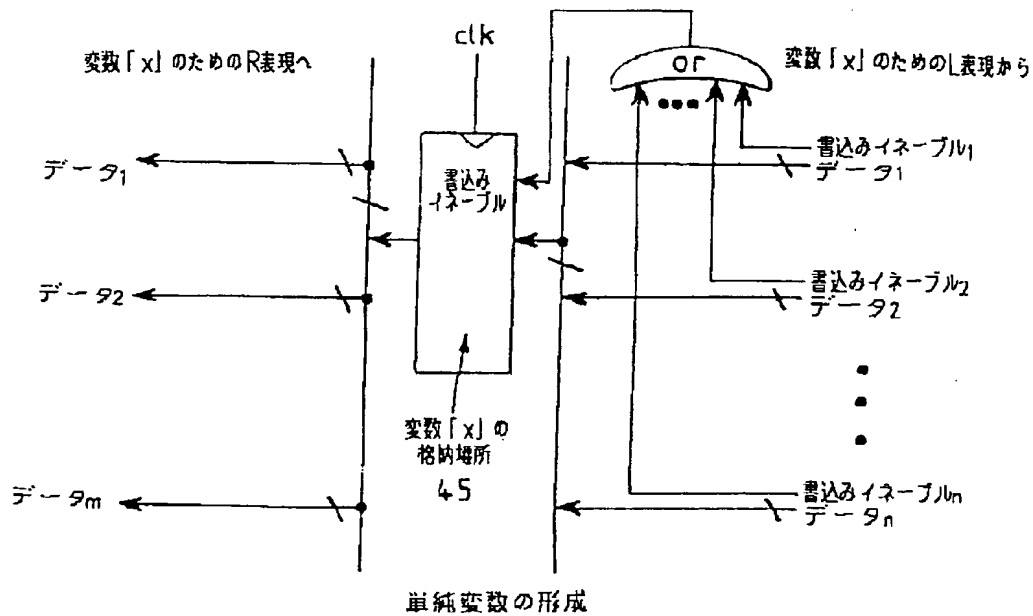 clk
変数「x」のためのR表現へ
or
変数「x」のためのL表現から
データ1
書込み
イネーブル
書込みイネーブル1
データ1
データ2
書込みイネーブル2
データ2
変数「x」の
格納場所
45
データm
書込みイネーブルn
データn
単純変数の形成